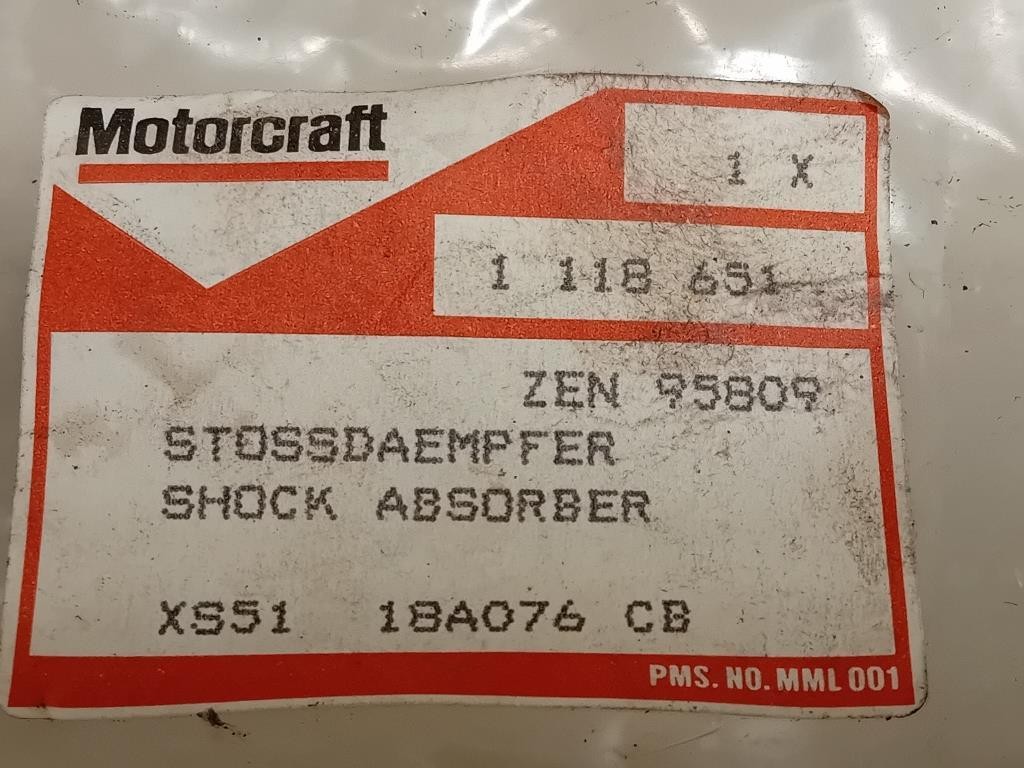 Motorcraft
1 X
1 118 651
ZEN 95809
STOSSDAEMPFER
SHOCK ABSORBER
XS51 18A076 CB
PMS. NO. MML 001